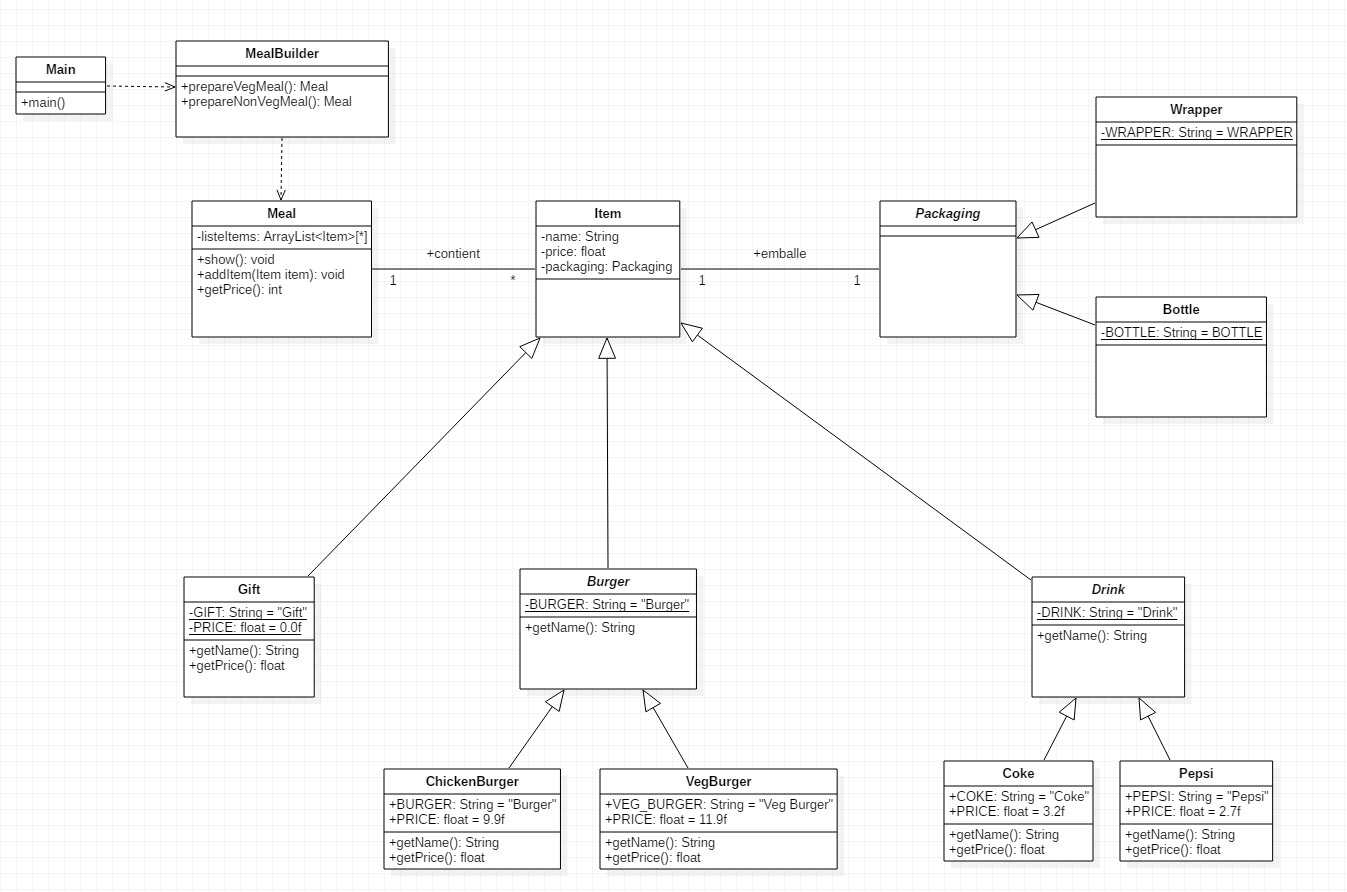 Main
+main()
MealBuilder
+prepareVegMeal(): Meal
+prepareNonVegMeal(): Meal
Wrapper
-WRAPPER: String = WRAPPER
Meal
-listeItems: ArrayList<Item>[*]
+show(): void
+addItem(Item item): void
+getPrice(): int
+contient
1
*
Item
-name: String
-price: float
-packaging: Packaging
+emballe
1
1
Packaging
Bottle
-BOTTLE: String = BOTTLE
Gift
-GIFT: String = "Gift"
-PRICE: float = 0.0f
+getName(): String
+getPrice(): float
Burger
-BURGER: String = "Burger"
+getName(): String
Drink
-DRINK: String = "Drink"
+getName(): String
ChickenBurger
+BURGER: String = "Burger"
+PRICE: float = 9.9f
+getName(): String
+getPrice(): float
VegBurger
+VEG_BURGER: String = "Veg Burger"
+PRICE: float = 11.9f
+getName(): String
+getPrice(): float
Coke
+COKE: String = "Coke"
+PRICE: float = 3.2f
+getName(): String
+getPrice(): float
Pepsi
+PEPSI: String = "Pepsi"
+PRICE: float = 2.7f
+getName(): String
+getPrice(): float